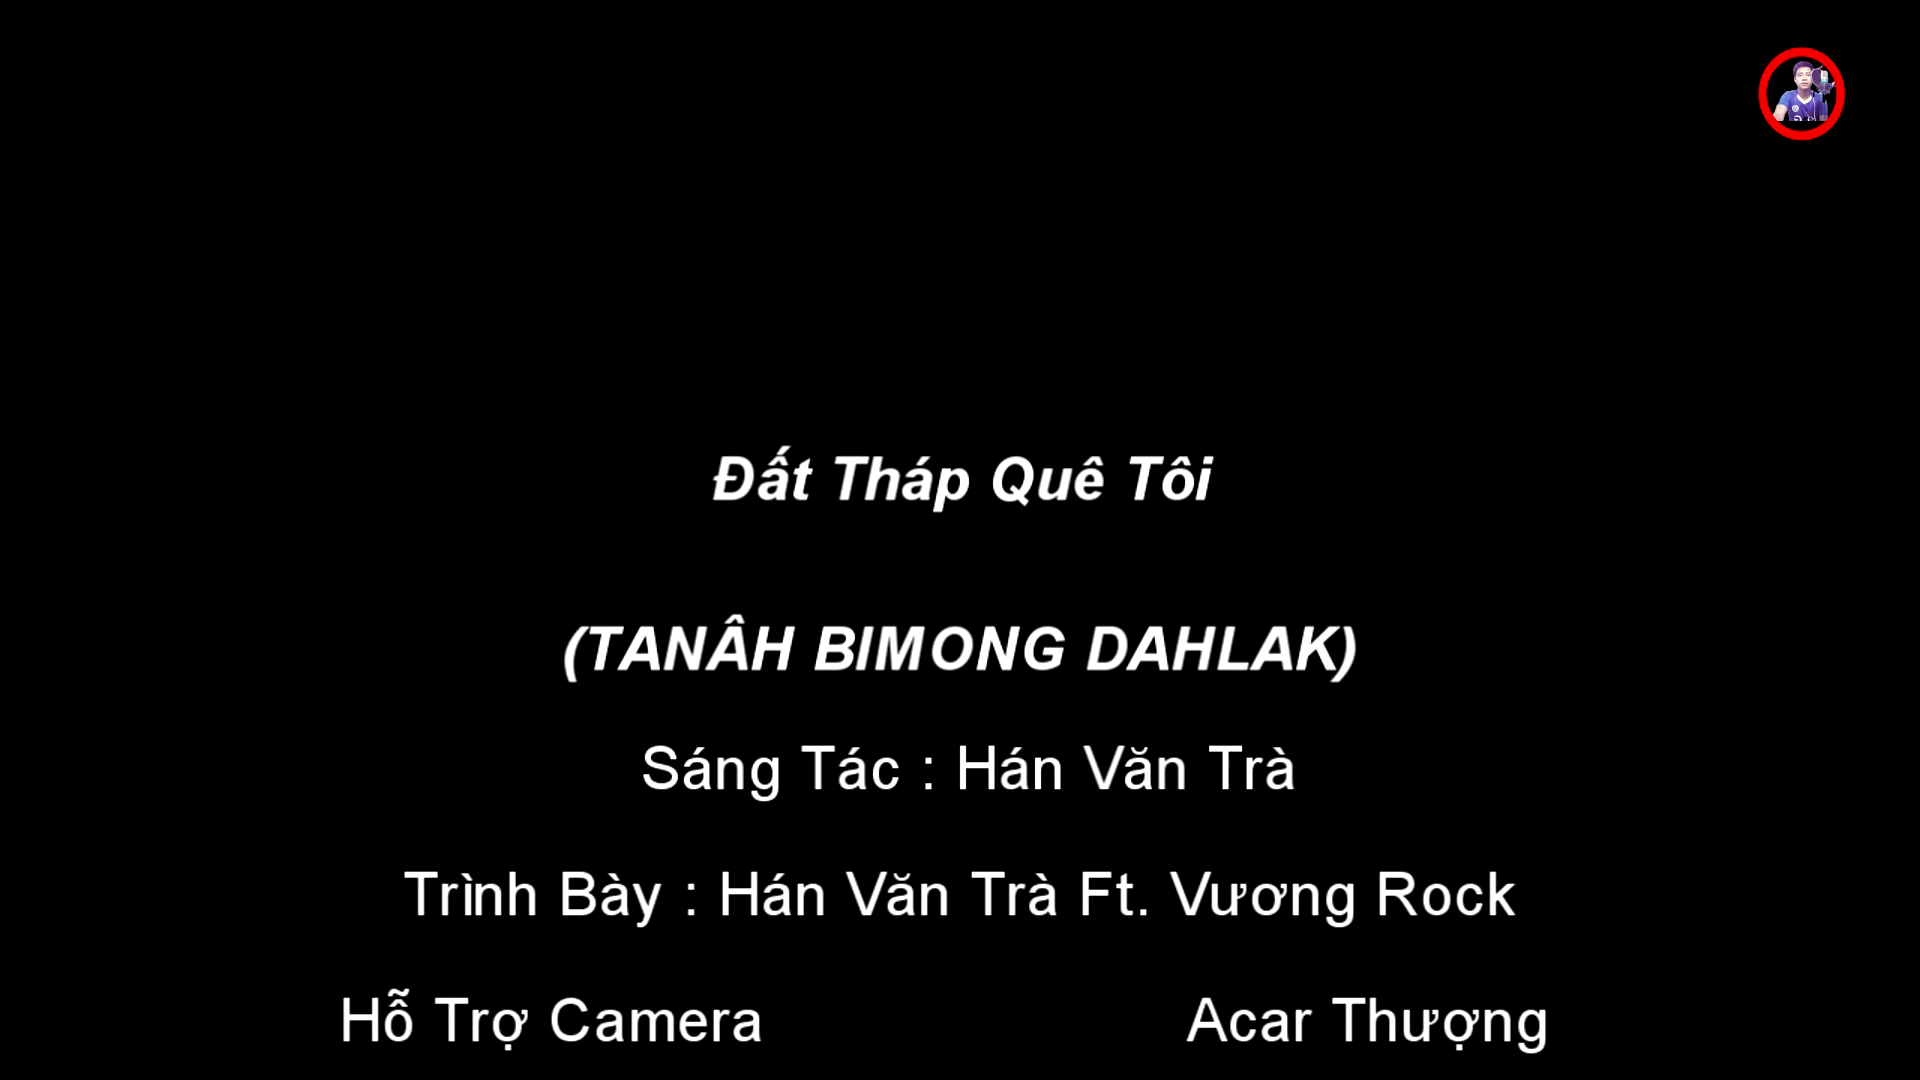 Đất Tháp Quê Tôi
(TANÂH BIMONG DAHLAK)
Sáng Tác : Hán Văn Trà
Trình Bày : Hán Văn Trà Ft. Vương Rock
Hỗ Trợ Camera Acar Thượng